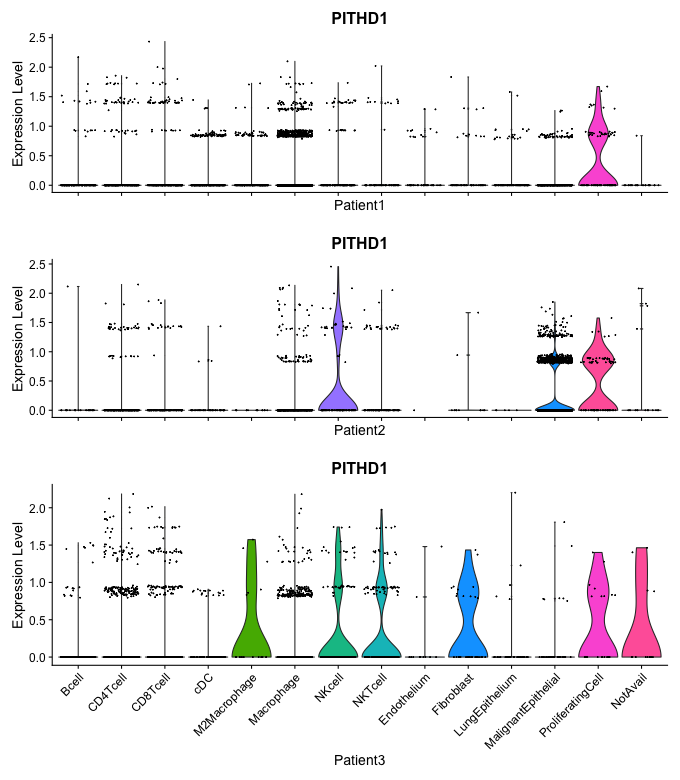 PITHD1
Expression Level
2.5
2.0
1.5
1.0
0.5
0.0
Patient1
PITHD1
Expression Level
2.5
2.0
1.5
1.0
0.5
0.0
Patient2
PITHD1
Expression Level
2.0
1.5
1.0
0.5
0.0
Bcell
CD4Tcell
CD8Tcell
cDC
M2Macrophage
Macrophage
NKcell
NKTcell
Endothelium
Fibroblast
LungEpithelium
MalignantEpithelial
ProliferatingCell
NotAvail
Patient3